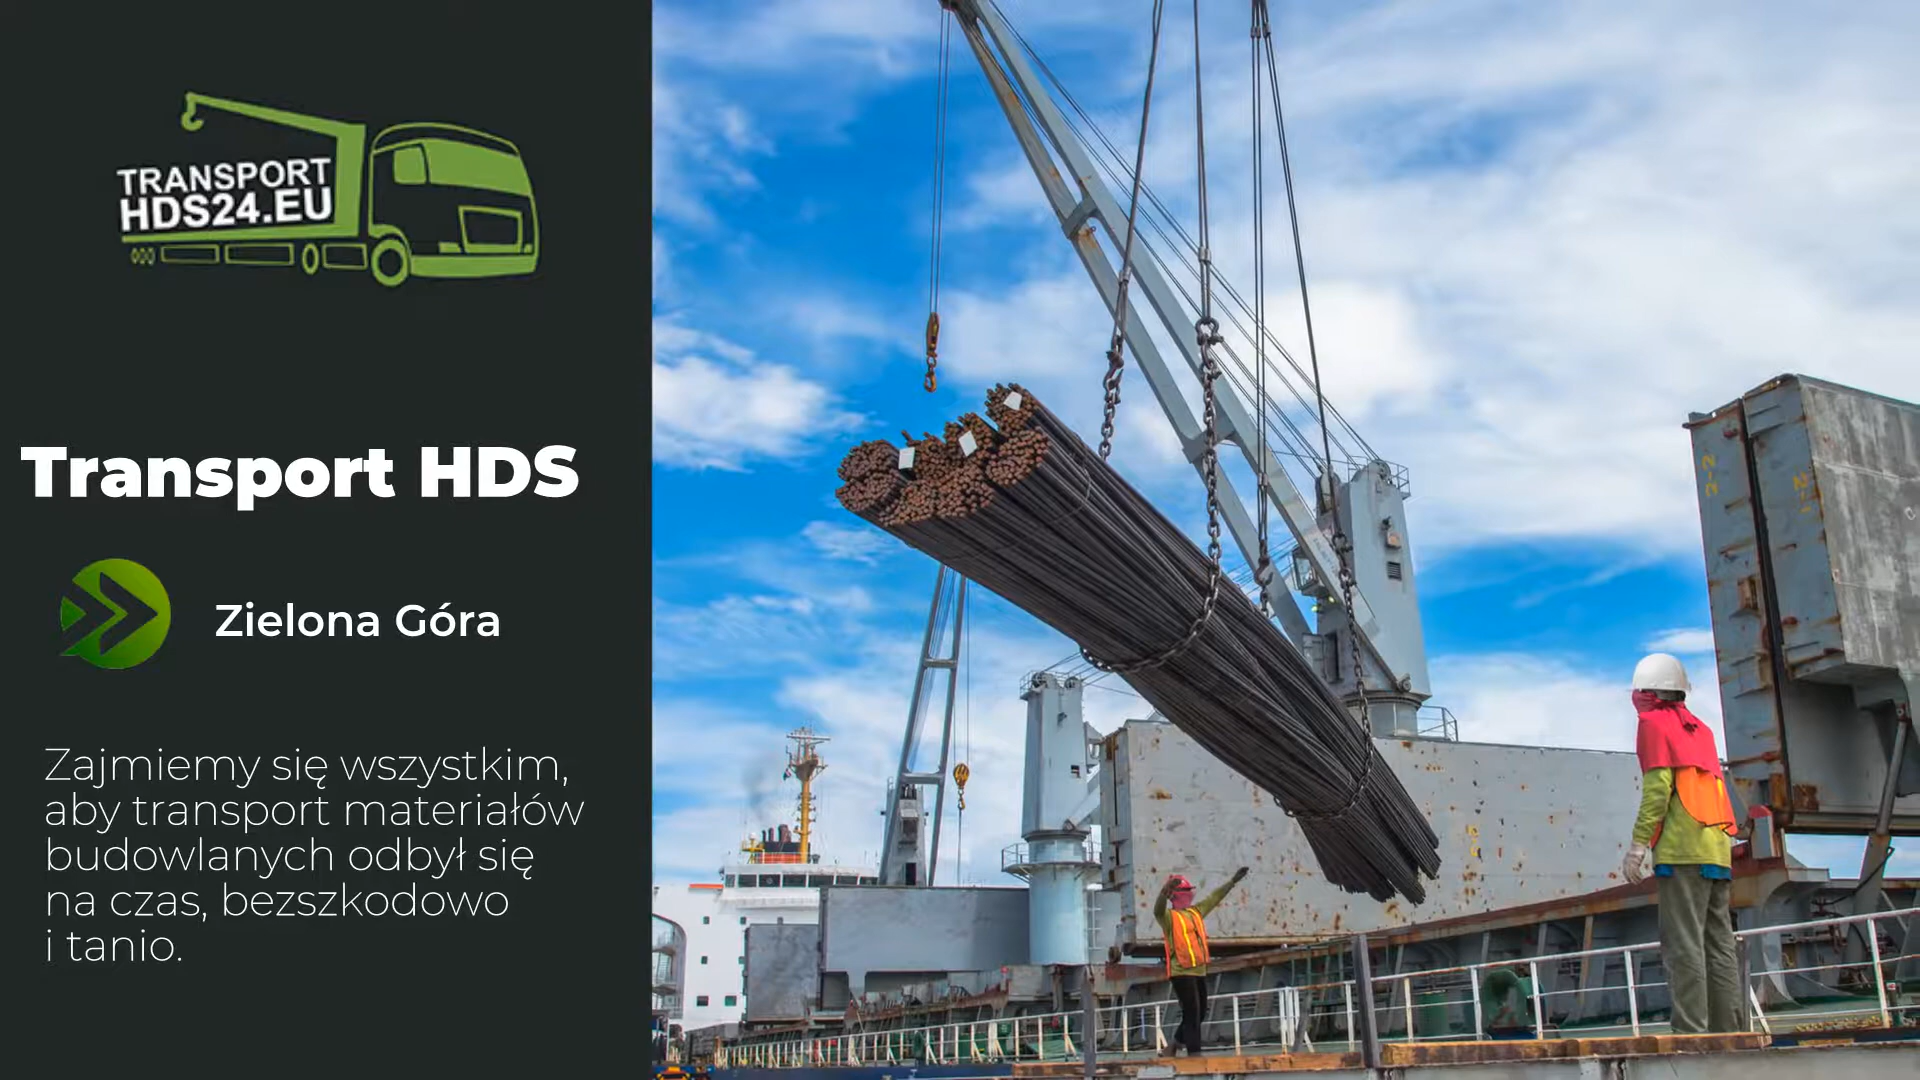 TRANSPORT
HDS24.EU
Transport HDS
Zielona Góra
Zajmiemy się wszystkim,
aby transport materiałów
budowlanych odbył się
na czas, bezszkodowo
i tanio.